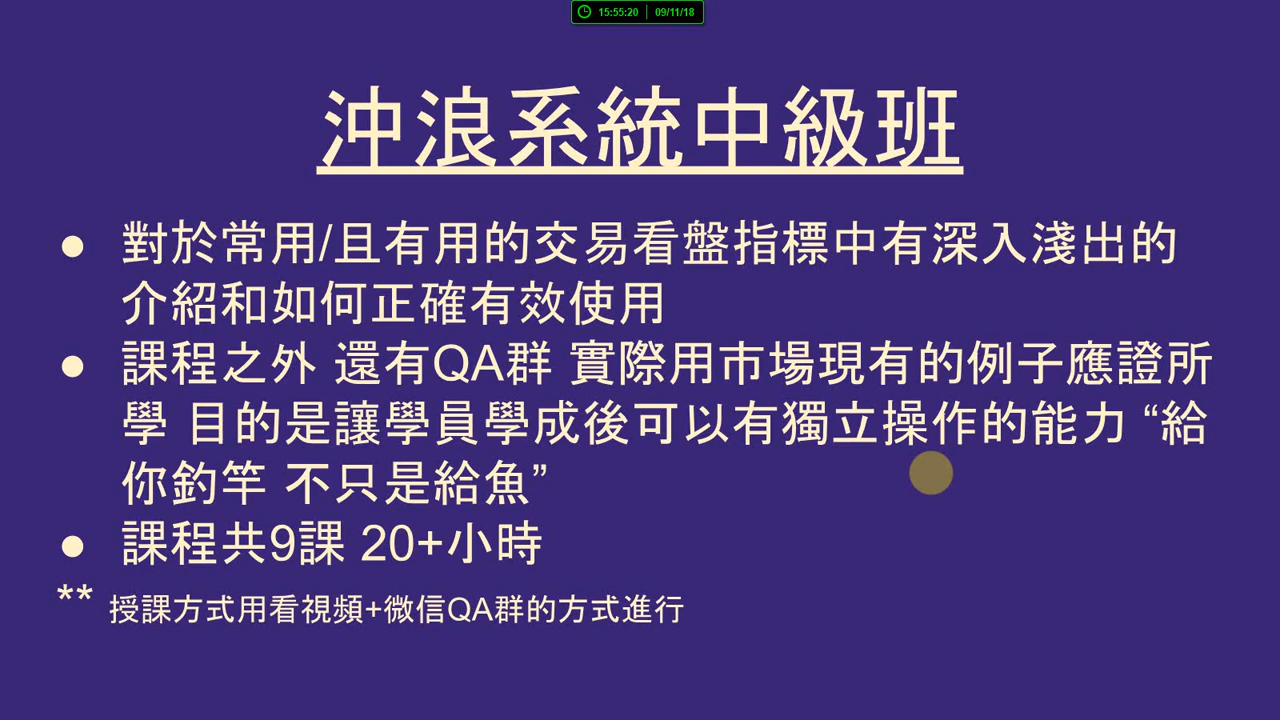 15:55:20 | 09/11/18
沖浪系統中級班
● 對於常用/且有用的交易看盤指標中有深入淺出的
介紹和如何正確有效使用
● 課程之外 還有QA群 實際用市場現有的例子應證所
學 目的是讓學員學成後可以有獨立操作的能力 “給
你釣竿 不只是給魚”
● 課程共9課 20+小時
** 授課方式用看視頻+微信QA群的方式進行